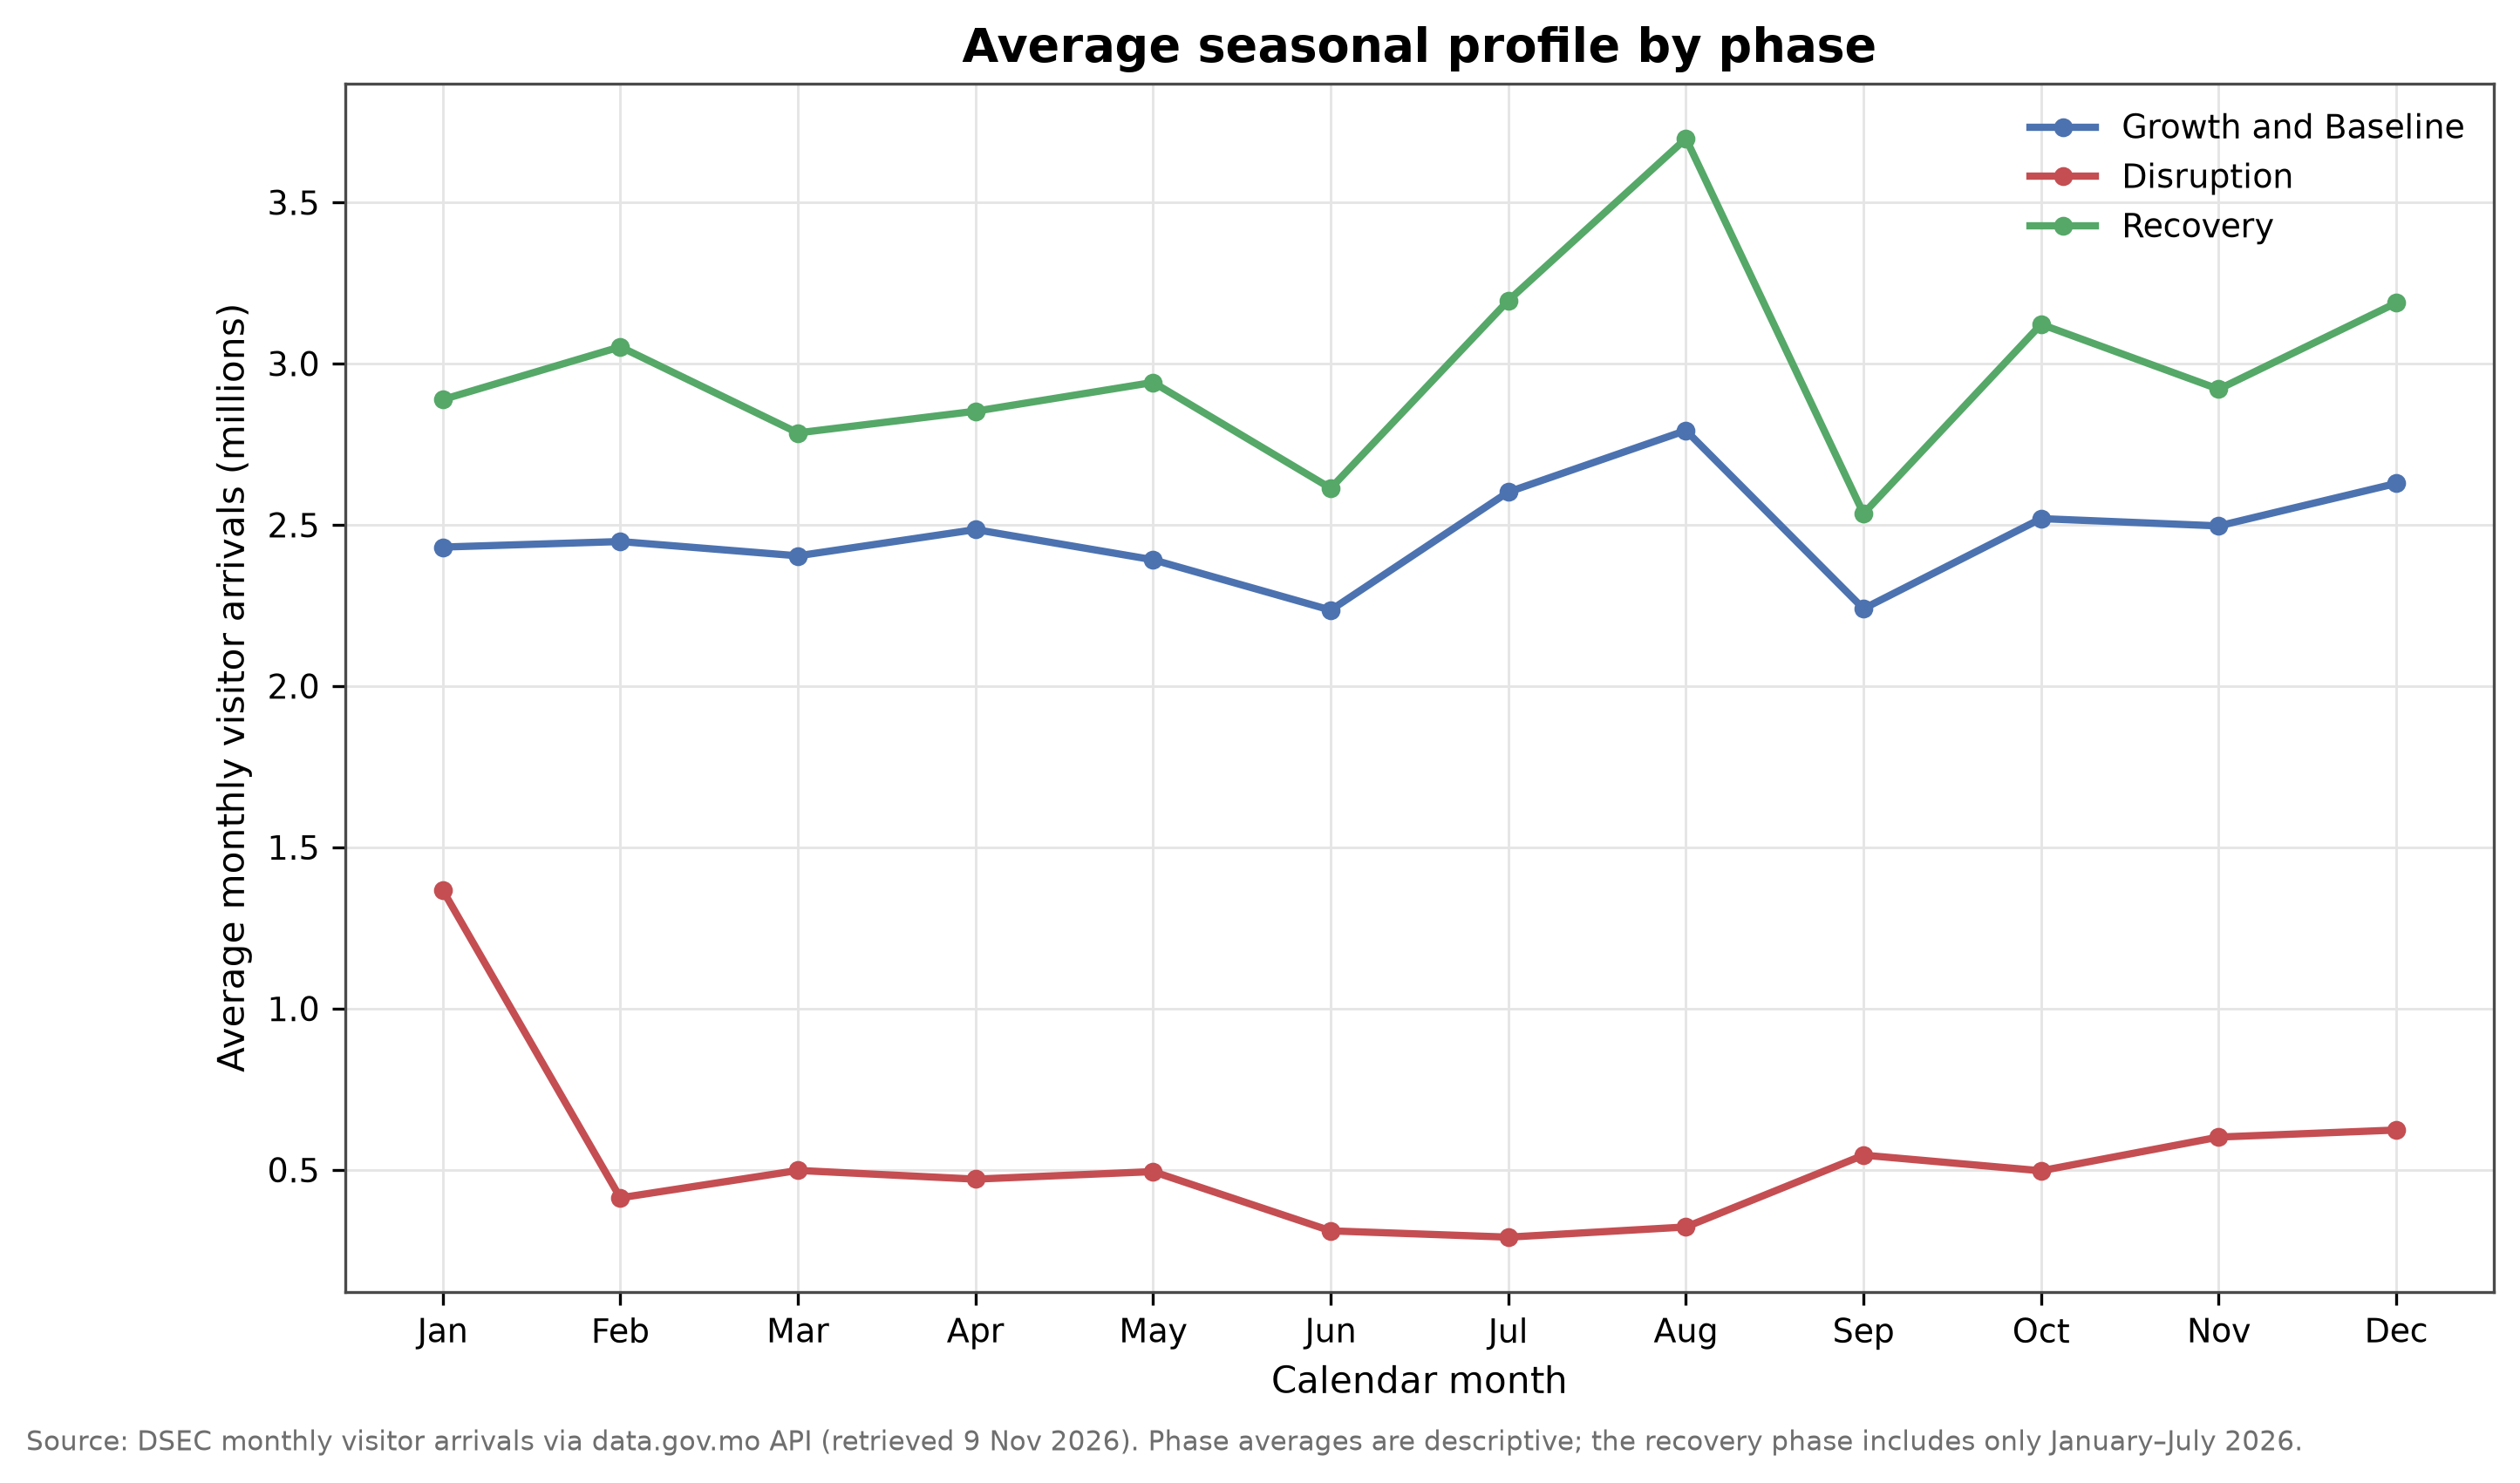 Average seasonal profile by phase
Growth and Baseline
Disruption
Recovery
Average monthly visitor arrivals (millions)
3.5
3.0
2.5
2.0
1.5
1.0
0.5
Jan Feb Mar Apr May Jun Jul Aug Sep Oct Nov Dec
Calendar month
Source: DSEC monthly visitor arrivals via data.gov.mo API (retrieved 9 Nov 2026). Phase averages are descriptive; the recovery phase includes only January–July 2026.